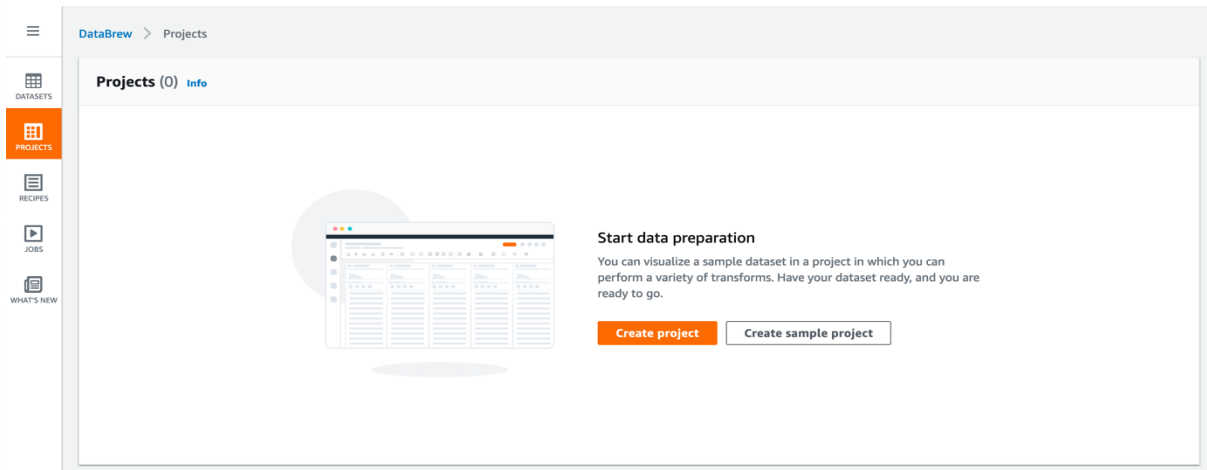 DataBrew > Projects
Projects (0) Info
DATASETS
PROJECTS
RECIPES
JOBS
WHAT'S NEW
Start data preparation
You can visualize a sample dataset in a project in which you can
perform a variety of transforms. Have your dataset ready, and you are
ready to go.
Create project Create sample project